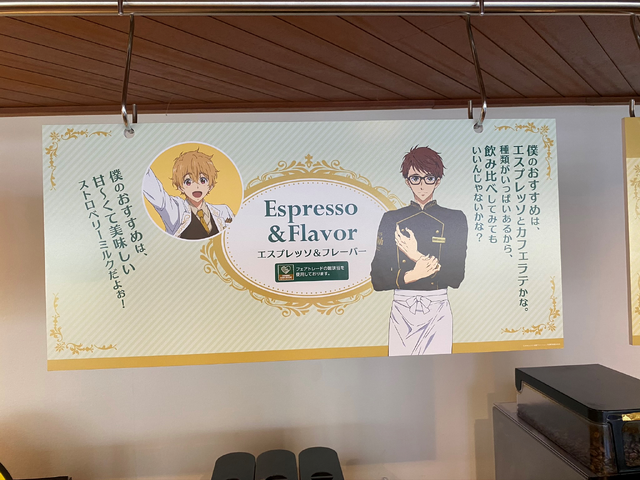 僕のおすすめは、
エスプレッソとカフェラテかな。
種類がいっぱいあるから、
飲み比べしてみても
いいんじゃないかな?
Espresso
&Flavor
エスプレッソ&フレーバー
フェアトレードの珈琲豆を
使用しております。
僕のおすすめは、
甘〜くて美味しい
ストロベリーミルクだよぉ!